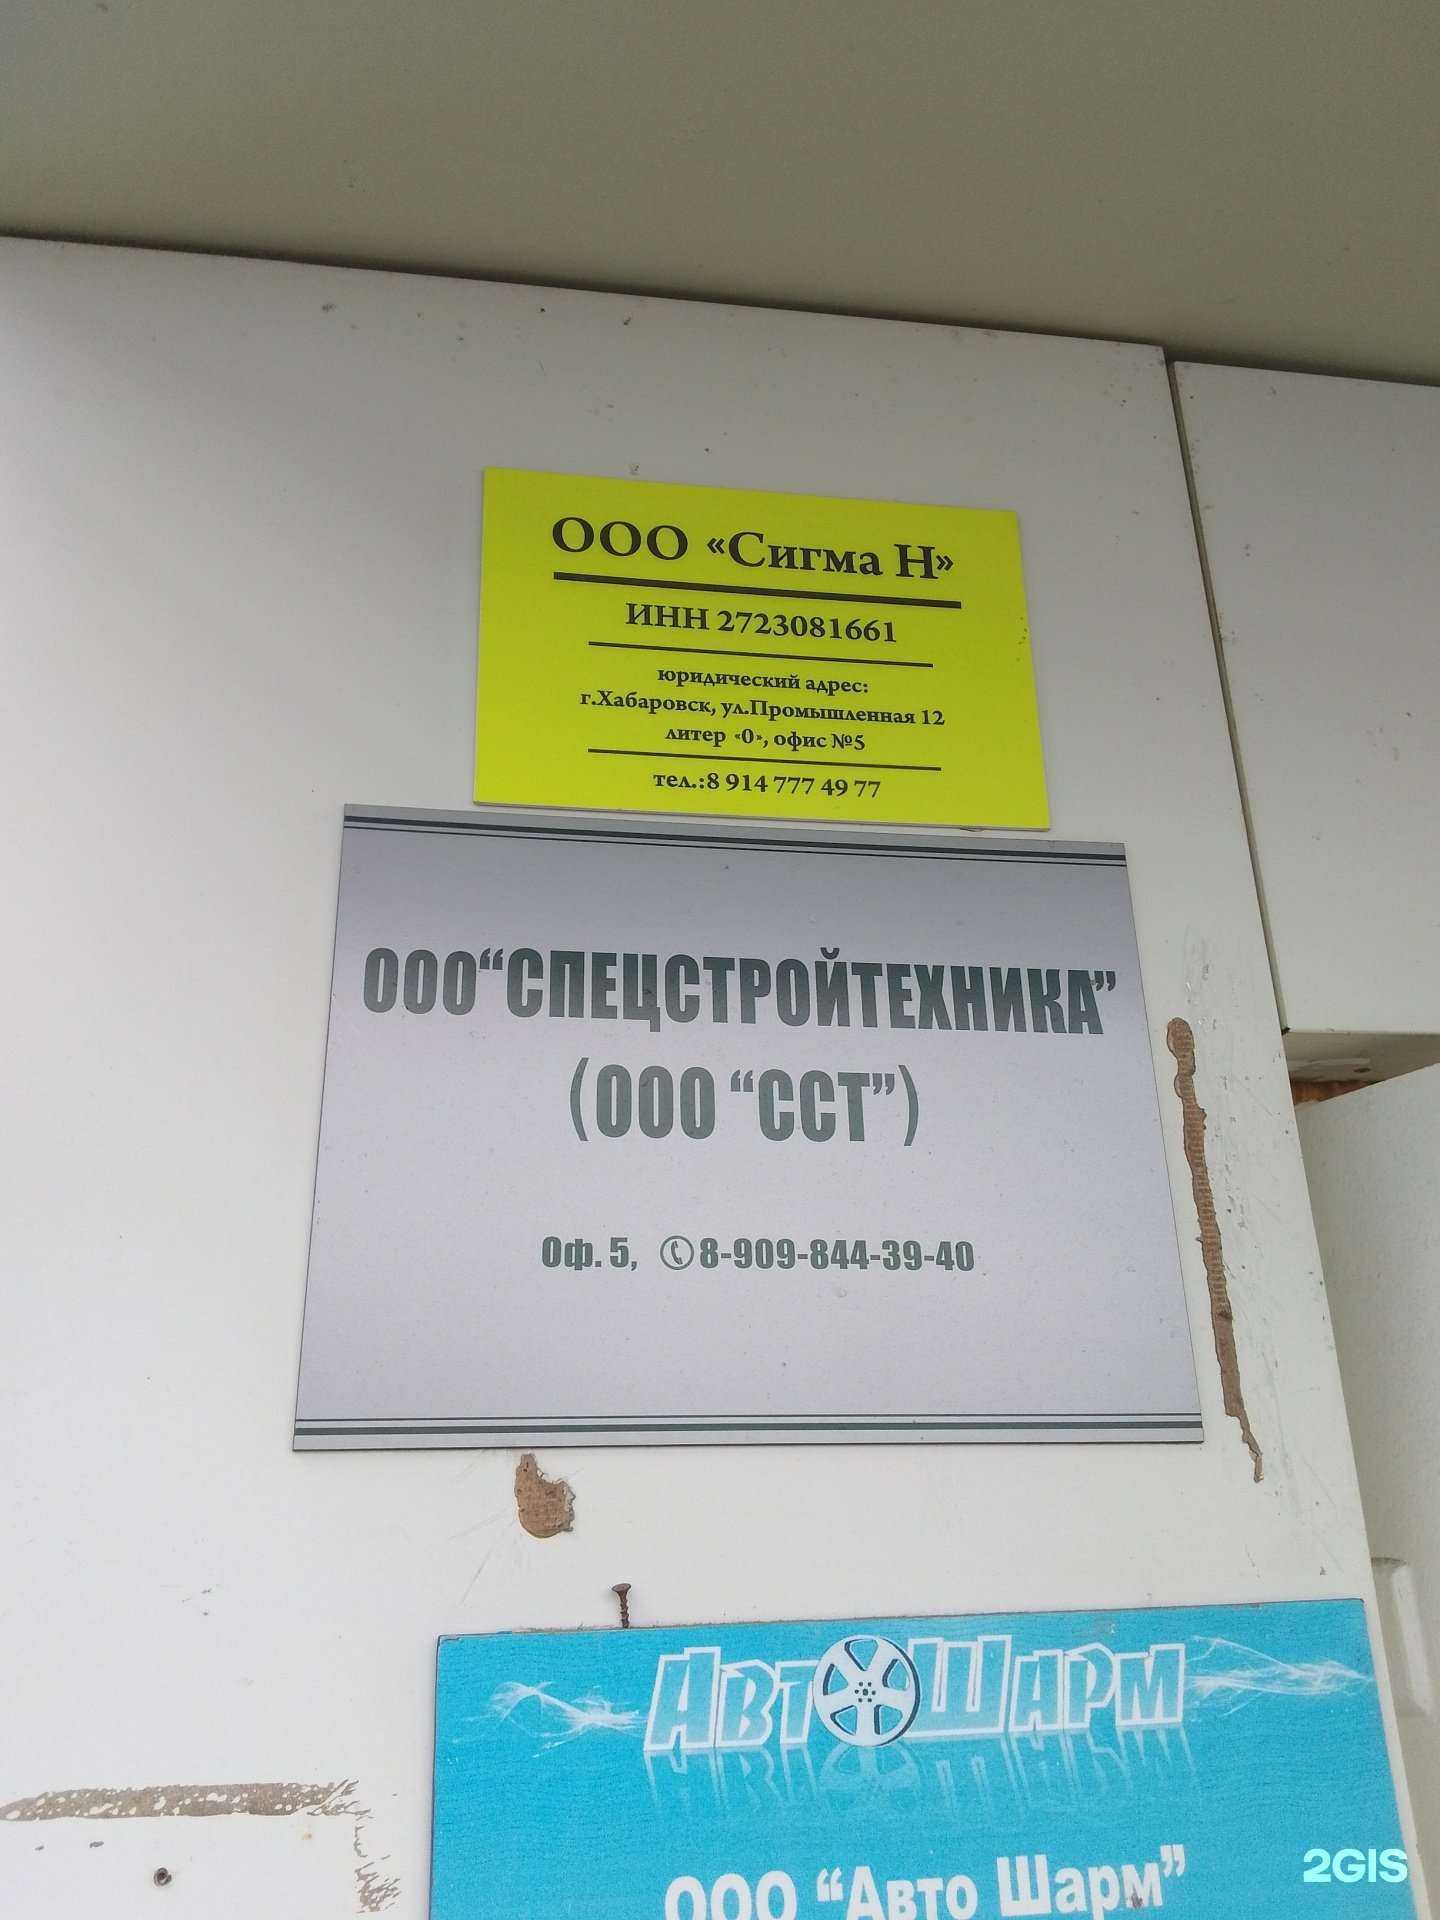 ООО «Сигма Н»
ИНН 2723081661
юридический адрес:
г.Хабаровск, ул.Промышленная 12
литер «0», офис №5
тел.:8 914 777 49 77
ООО“СПЕЦСТРОЙТЕХНИКА”
(ООО “ССТ”)
Оф. 5, 8-909-844-39-40
АвтоШарм
ООО “Авто Шарм”
2GIS